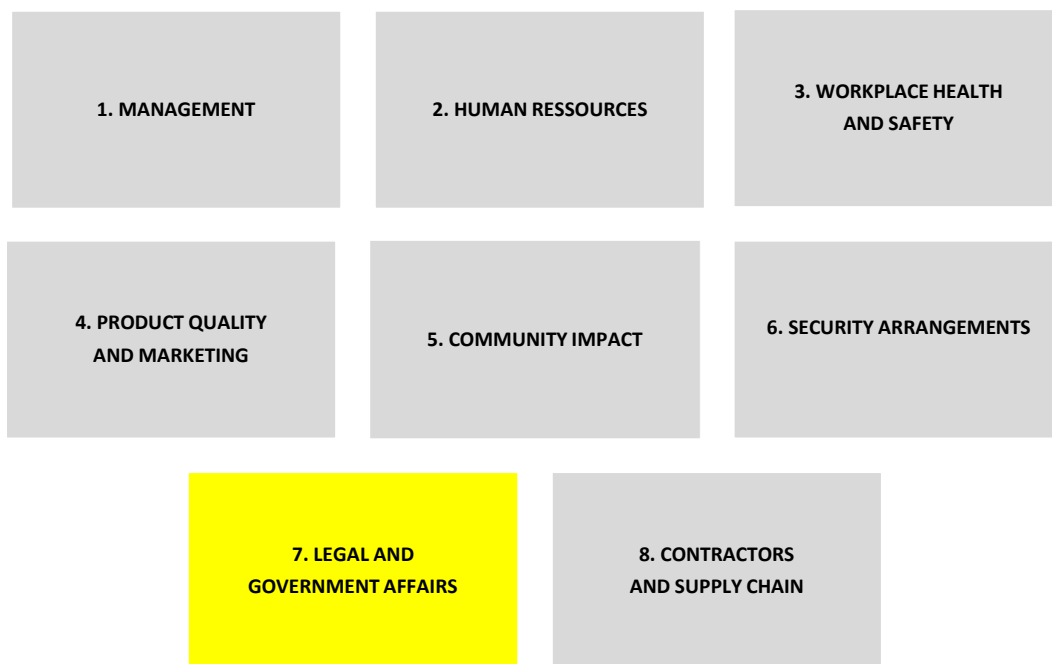 1. MANAGEMENT
2. HUMAN RESSOURCES
3. WORKPLACE HEALTH
AND SAFETY
4. PRODUCT QUALITY
AND MARKETING
5. COMMUNITY IMPACT
6. SECURITY ARRANGEMENTS
7. LEGAL AND
GOVERNMENT AFFAIRS
8. CONTRACTORS
AND SUPPLY CHAIN